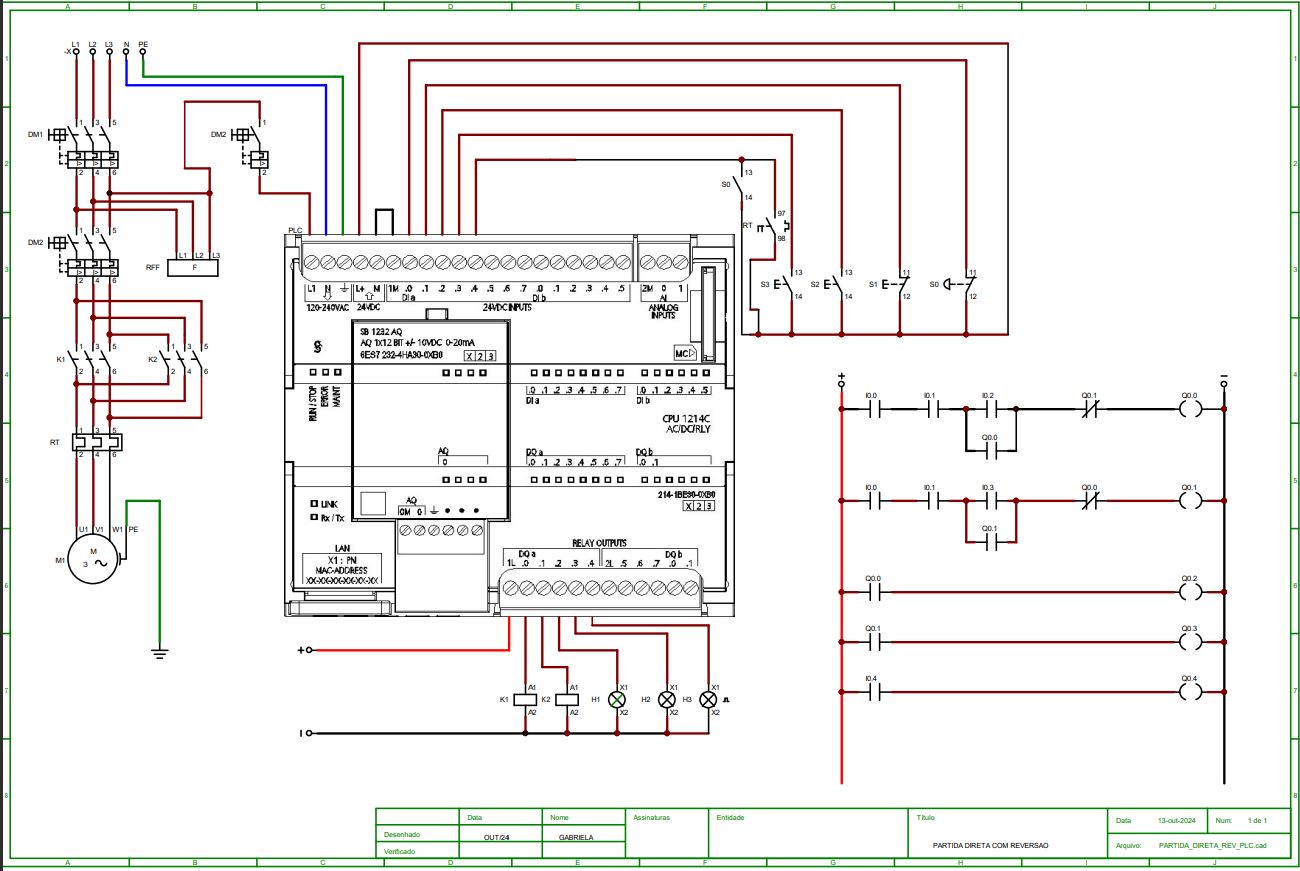 A B C D E F G H I J
L1 L2 L3 N PE
-X
1 1
DM1 1 3 5
DM2 1
2 2
2 4 6
2
S0 13
14
RT 97
98
PLC
DM2 1 3 5
2 4 6
RFF L1 L2 L3
F
3 3
L1 N L+ M 1M .0 .1 .2 .3 .4 .5 .6 .7 .0 .1 .2 .3 .4 .5 2M 0 1
DI a DI b AI
120-240VAC 24VDC 24VDC INPUTS ANALOG
INPUTS
S3 13
14
S2 13
14
S1 11
12
S0 11
12
SB 1232 AQ
AQ 1x12 BIT +/- 10VDC 0-20mA
6ES7 232-4HA30-0XB0
X 2 3
MC
K1 1 3 5
2 4 6
K2 1 3 5
2 4 6
4 4
RUN / STOP
ERROR
MAINT
.0 .1 .2 .3 .4 .5 .6 .7 .0 .1 .2 .3 .4 .5
DI a DI b
CPU 1214C
AC/DC/RLY
RT 1 3 5
2 4 6
AQ DQ a DQ b
0 .0 .1 .2 .3 .4 .5 .6 .7 .0 .1
5 5
214-1BE30-0XB0
X 2 3
LINK
Rx / Tx
AQ
0M 0
U1 V1 W1 PE
M1 M
3
LAN
X1 : PN
MAC-ADDRESS
XX-XX-XX-XX-XX-XX
RELAY OUTPUTS
DQ a DQ b
1L .0 .1 .2 .3 .4 2L .5 .6 .7 .0 .1
6 6
+
K1 A1
A2
K2 A1
A2
H1 X1
X2
H2 X1
X2
H3 X1
X2
7 7
+ −
I0.0 I0.1 I0.2 Q0.1 Q0.0
Q0.0
I0.0 I0.1 I0.3 Q0.0 Q0.1
Q0.1
Q0.0 Q0.2
Q0.1 Q0.3
I0.4 Q0.4
8 8
Data Nome Assinaturas Entidade Título Data 13-out-2024 Num: 1 de 1
Desenhado OUT/24 GABRIELA
PARTIDA DIRETA COM REVERSAO Arquivo: PARTIDA_DIRETA_REV_PLC.cad
Verificado
A B C D E F G H I J